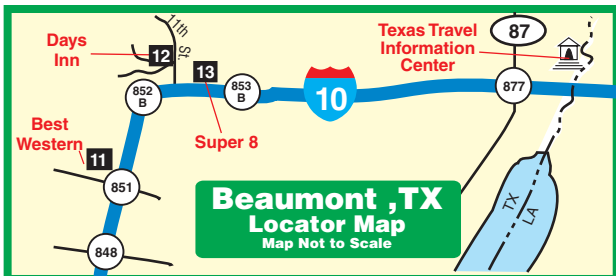 11th
St.
Days
Inn
12
13
852
B
853
B
10
87
877
Texas Travel
Information
Center
Best
Western
11
Super 8
851
848
Beaumont ,TX
Locator Map
Map Not to Scale
TX
LA